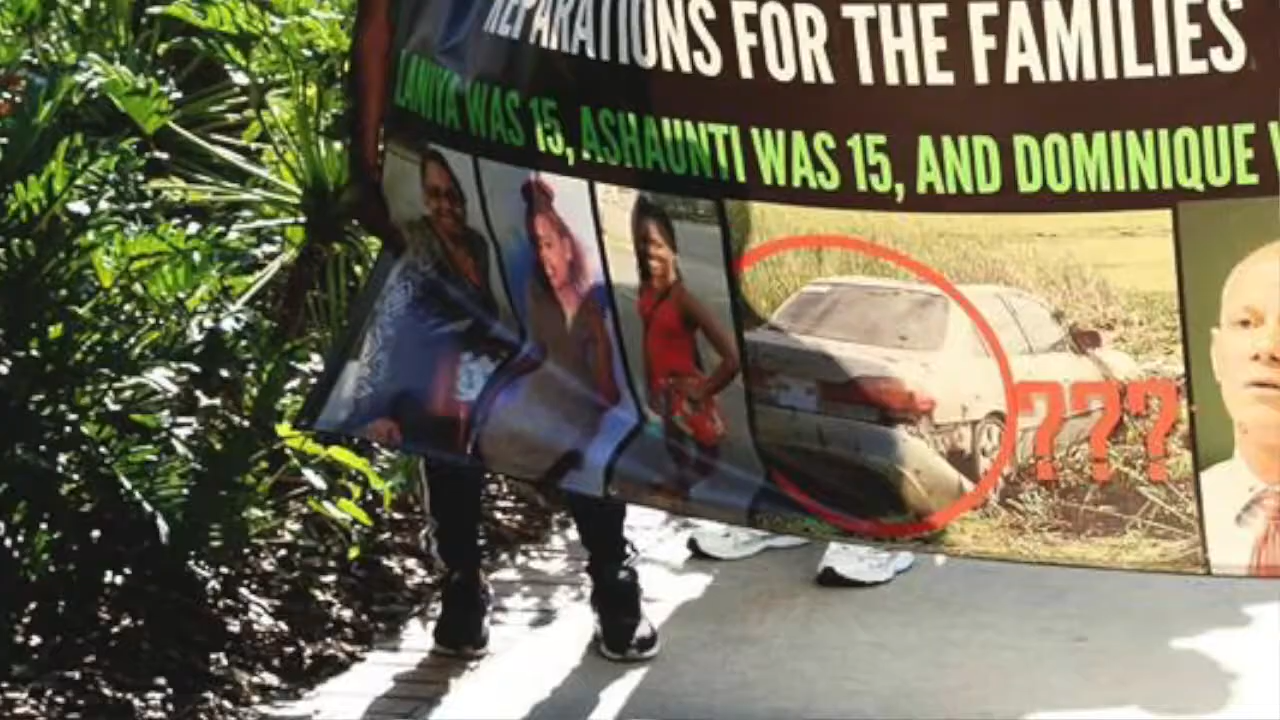 REPARATIONS FOR THE FAMILIES
LANIYA WAS 15, ASHAUNTI WAS 15, AND DOMINIQUE
???